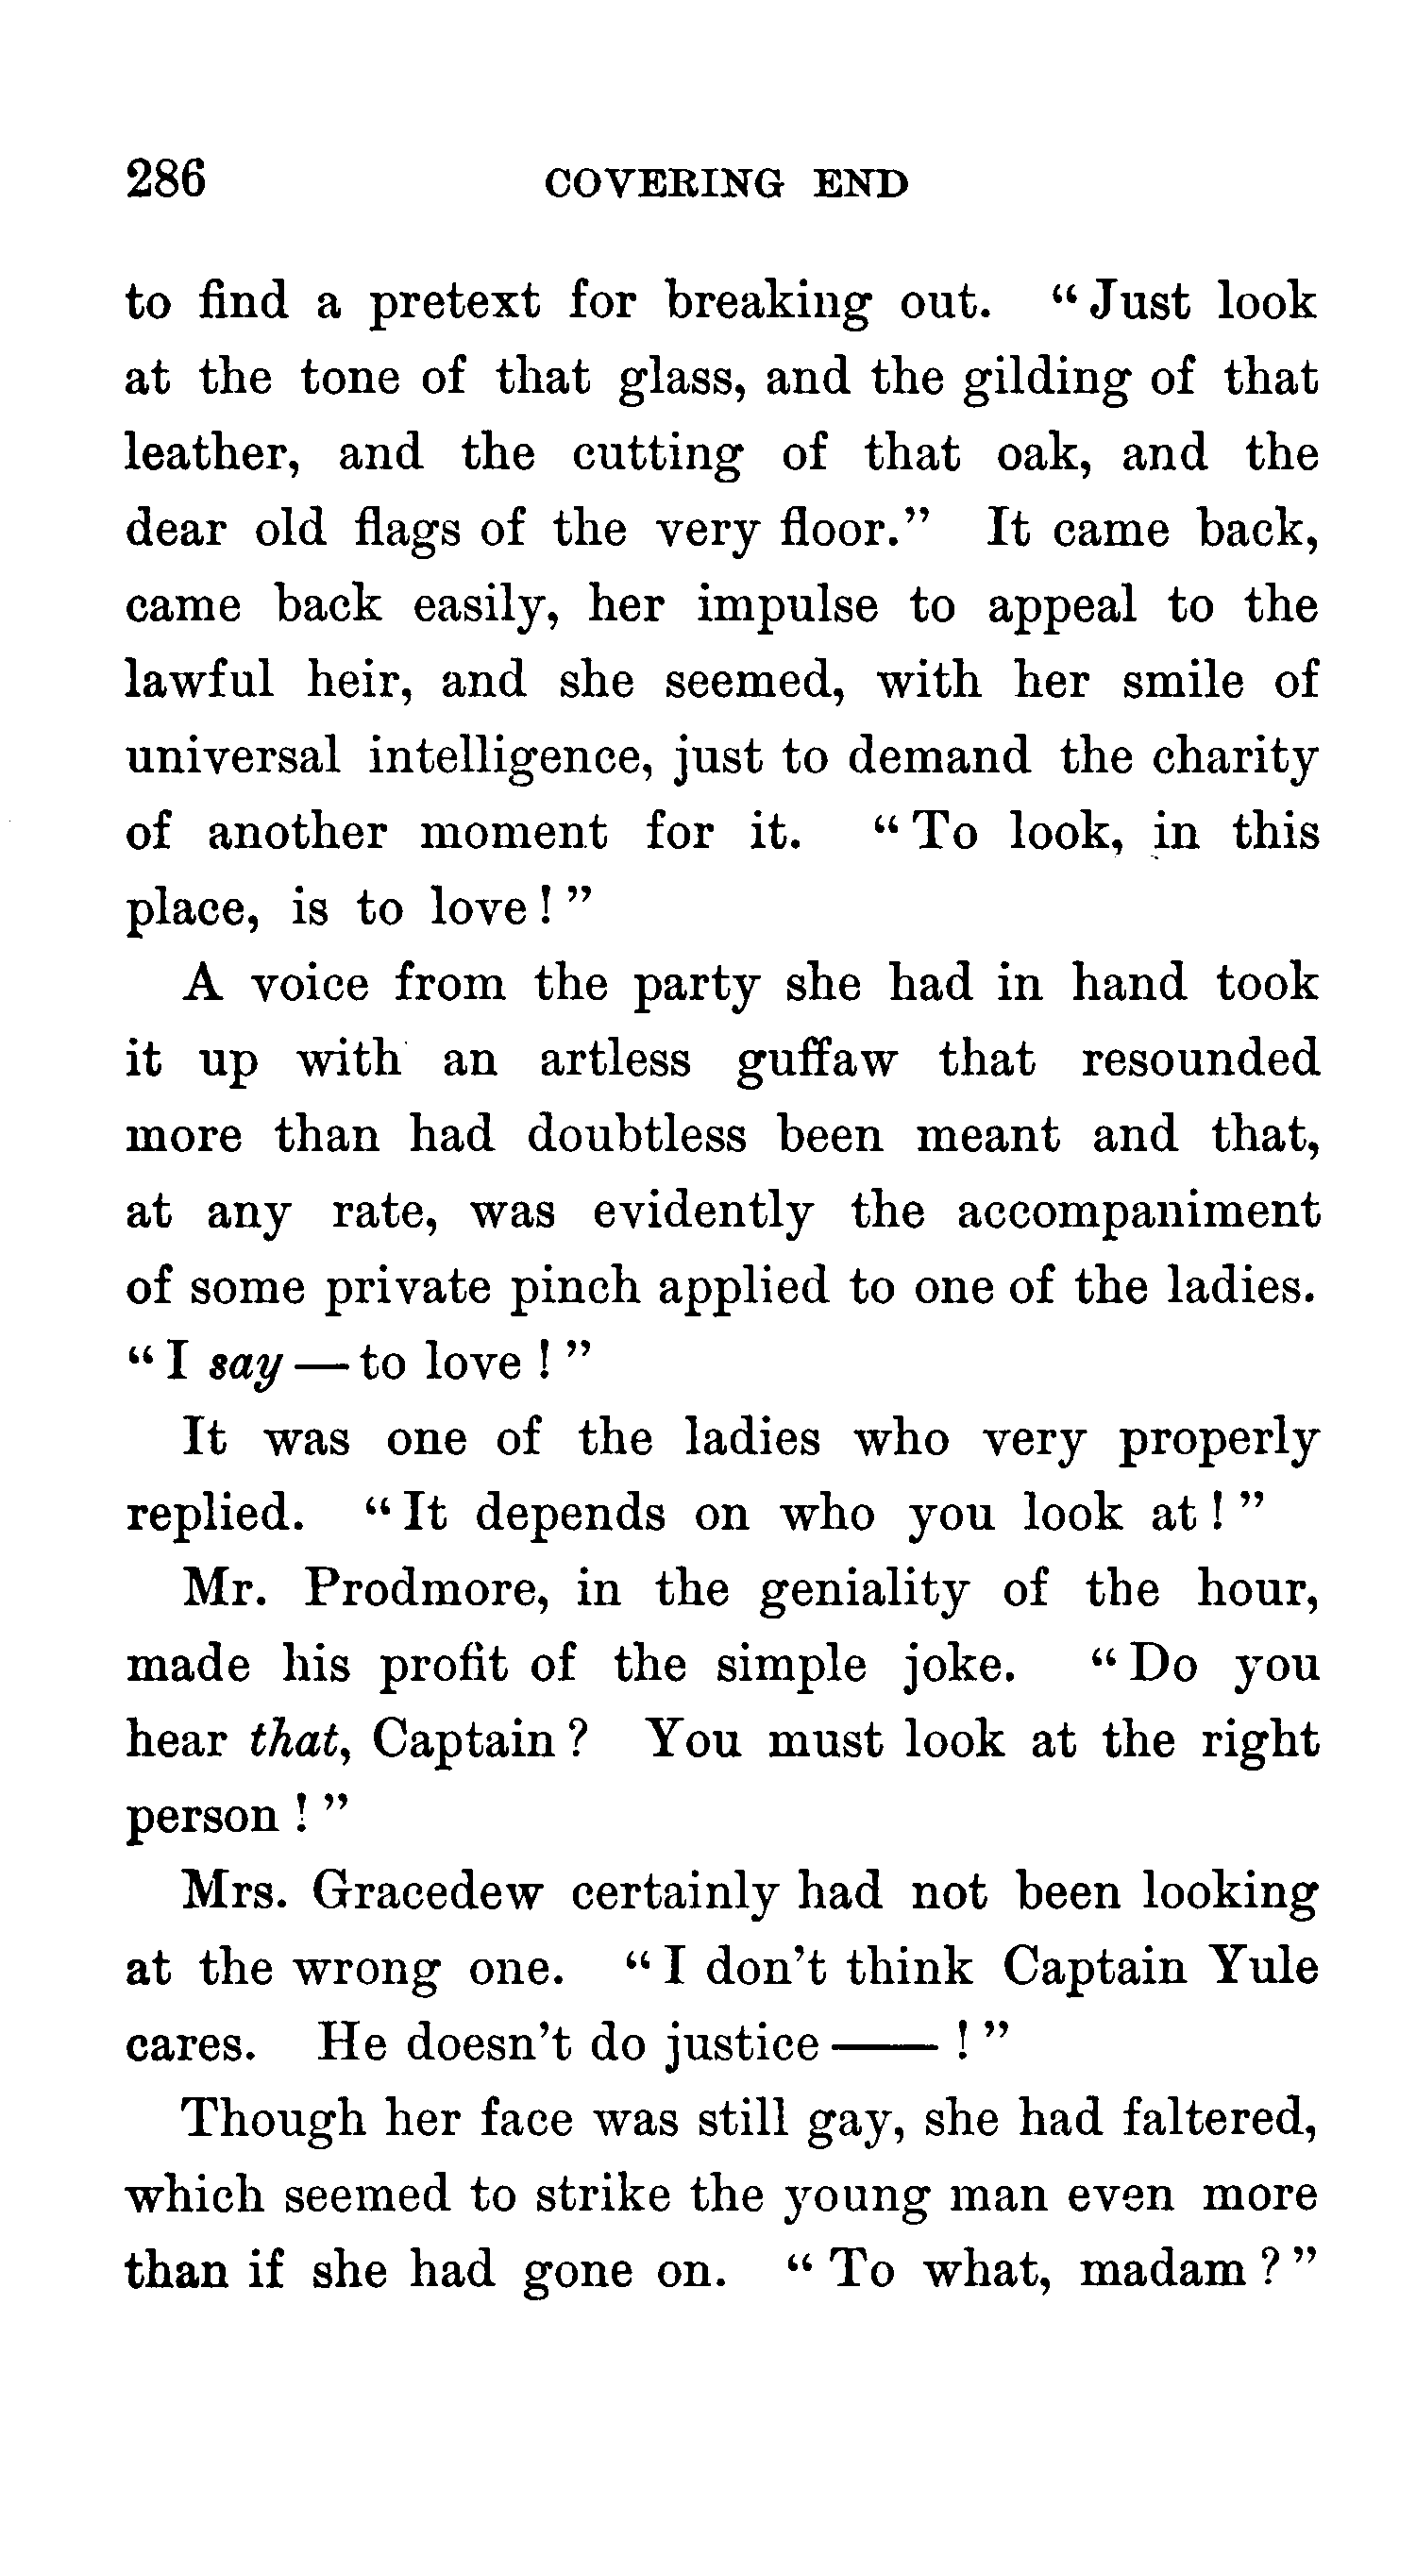 286 COVERING END
to find a pretext for breaking out. “Just look
at the tone of that glass, and the gilding of that
leather, and the cutting of that oak, and the
dear old flags of the very floor.” It came back,
came back easily, her impulse to appeal to the
lawful heir, and she seemed, with her smile of
universal intelligence, just to demand the charity
of another moment for it. “To look, in this
place, is to love!”
A voice from the party she had in hand took
it up with an artless guffaw that resounded
more than had doubtless been meant and that,
at any rate, was evidently the accompaniment
of some private pinch applied to one of the ladies.
“I say—to love!”
It was one of the ladies who very properly
replied. “It depends on who you look at!”
Mr. Prodmore, in the geniality of the hour,
made his profit of the simple joke. “Do you
hear that, Captain? You must look at the right
person!”
Mrs. Gracedew certainly had not been looking
at the wrong one. “I don’t think Captain Yule
cares. He doesn’t do justice——!”
Though her face was still gay, she had faltered,
which seemed to strike the young man even more
than if she had gone on. “To what, madam?”